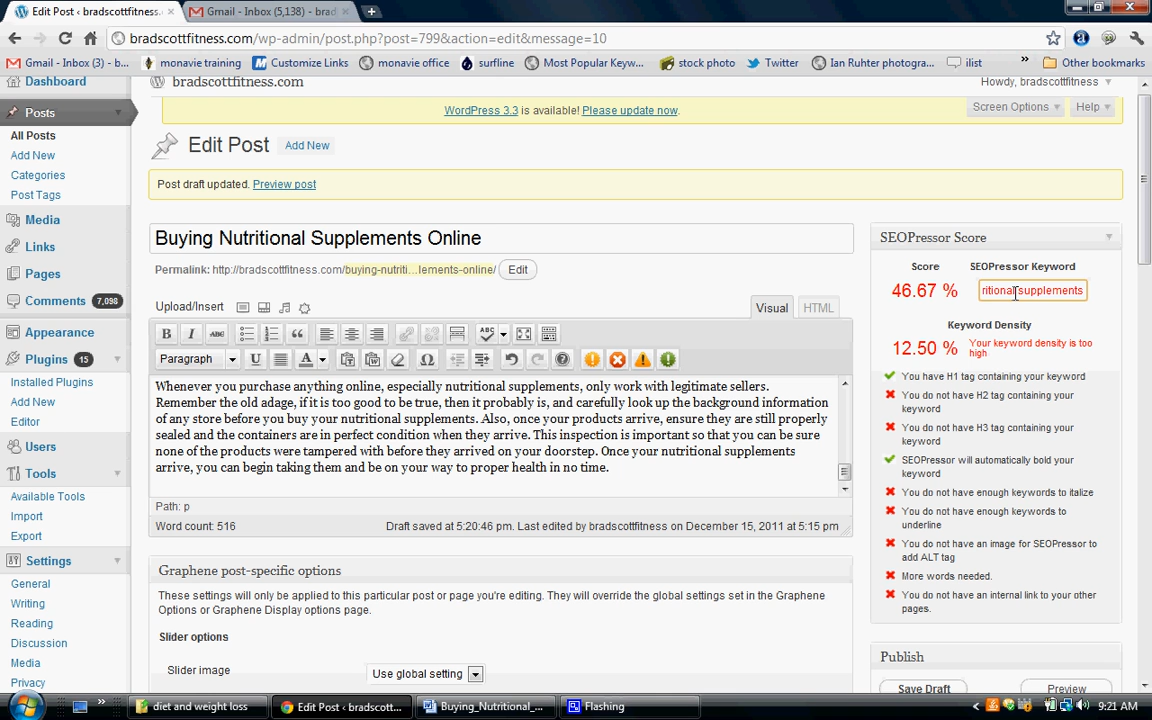 Edit Post ‹ bradscottfitness.c
Gmail - Inbox (5,138) - brad
bradscottfitness.com/wp-admin/post.php?post=799&action=edit&message=10
Gmail - Inbox (3) - b...
monavie training
Customize Links
monavie office
surfline
Most Popular Keyw...
stock photo
Twitter
Ian Ruhter photogra...
ilist
»
Other bookmarks
Dashboard
bradscottfitness.com
Howdy, bradscottfitness
WordPress 3.3 is available! Please update now.
Screen Options
Help
Posts
All Posts
Add New
Categories
Post Tags
Media
Links
Pages
Comments 7,098
Appearance
Plugins 15
Installed Plugins
Add New
Editor
Users
Tools
Available Tools
Import
Export
Settings
General
Writing
Reading
Discussion
Media
Privacy
Edit Post
Add New
Post draft updated. Preview post
Buying Nutritional Supplements Online
Permalink: http://bradscottfitness.com/buying-nutriti...lements-online/ Edit
Upload/Insert
Visual
HTML
B I ABC
ABC
Paragraph
U A
Ω
Whenever you purchase anything online, especially nutritional supplements, only work with legitimate sellers.
Remember the old adage, if it is too good to be true, then it probably is, and carefully look up the background information
of any store before you buy your nutritional supplements. Also, once your products arrive, ensure they are still properly
sealed and the containers are in perfect condition when they arrive. This inspection is important so that you can be sure
none of the products were tampered with before they arrived on your doorstep. Once your nutritional supplements
arrive, you can begin taking them and be on your way to proper health in no time.
Path: p
Word count: 516
Draft saved at 5:20:46 pm. Last edited by bradscottfitness on December 15, 2011 at 5:15 pm
Graphene post-specific options
These settings will only be applied to this particular post or page you're editing. They will override the global settings set in the Graphene
Options or Graphene Display options page.
Slider options
Slider image
Use global setting
SEOPressor Score
Score
SEOPressor Keyword
46.67 %
ritional supplements
Keyword Density
12.50 %
Your keyword density is too
high
You have H1 tag containing your keyword
You do not have H2 tag containing your
keyword
You do not have H3 tag containing your
keyword
SEOPressor will automatically bold your
keyword
You do not have enough keywords to italize
You do not have enough keywords to
underline
You do not have an image for SEOPressor to
add ALT tag
More words needed.
You do not have an internal link to your other
pages.
Publish
Save Draft
Preview
»
diet and weight loss
Edit Post ‹ bradscott...
Buying_Nutritional_...
Flashing
9:21 AM